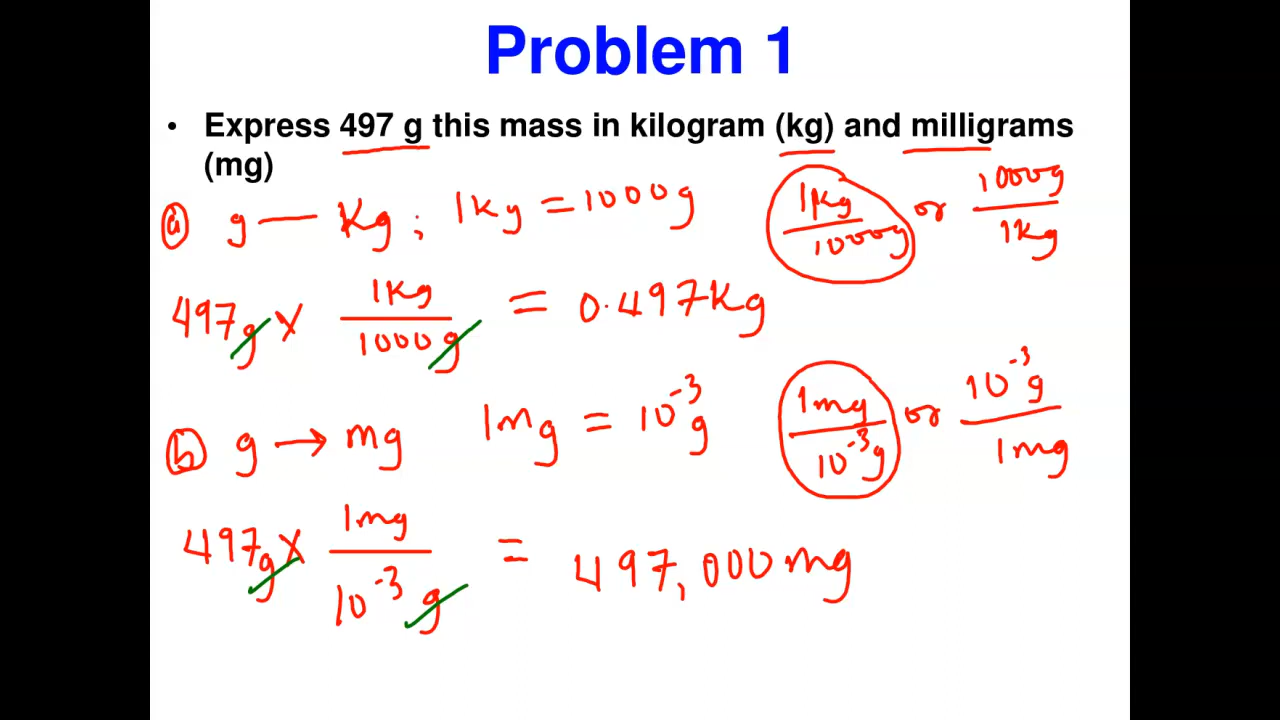 Problem 1
• Express 497 g this mass in kilogram (kg) and milligrams
(mg)
(a) g — Kg ; 1Kg = 1000g 1Kg/1000g or 1000g/1Kg
497g x 1Kg/1000g = 0.497Kg
(b) g → mg 1mg = 10⁻³g 1mg/10⁻³g or 10⁻³g/1mg
497g x 1mg/10⁻³g = 497,000mg